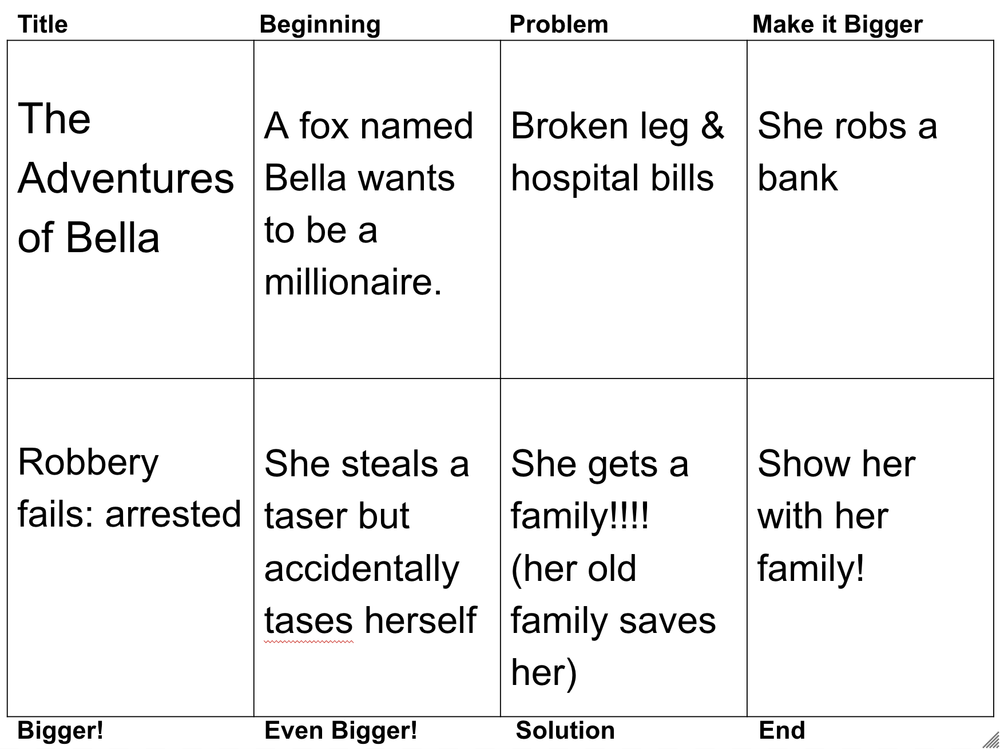 Title
Beginning
Problem
Make it Bigger
The
Adventures
of Bella
A fox named
Bella wants
to be a
millionaire.
Broken leg &
hospital bills
She robs a
bank
Robbery
fails: arrested
She steals a
taser but
accidentally
tases herself
She gets a
family!!!!
(her old
family saves
her)
Show her
with her
family!
Bigger!
Even Bigger!
Solution
End